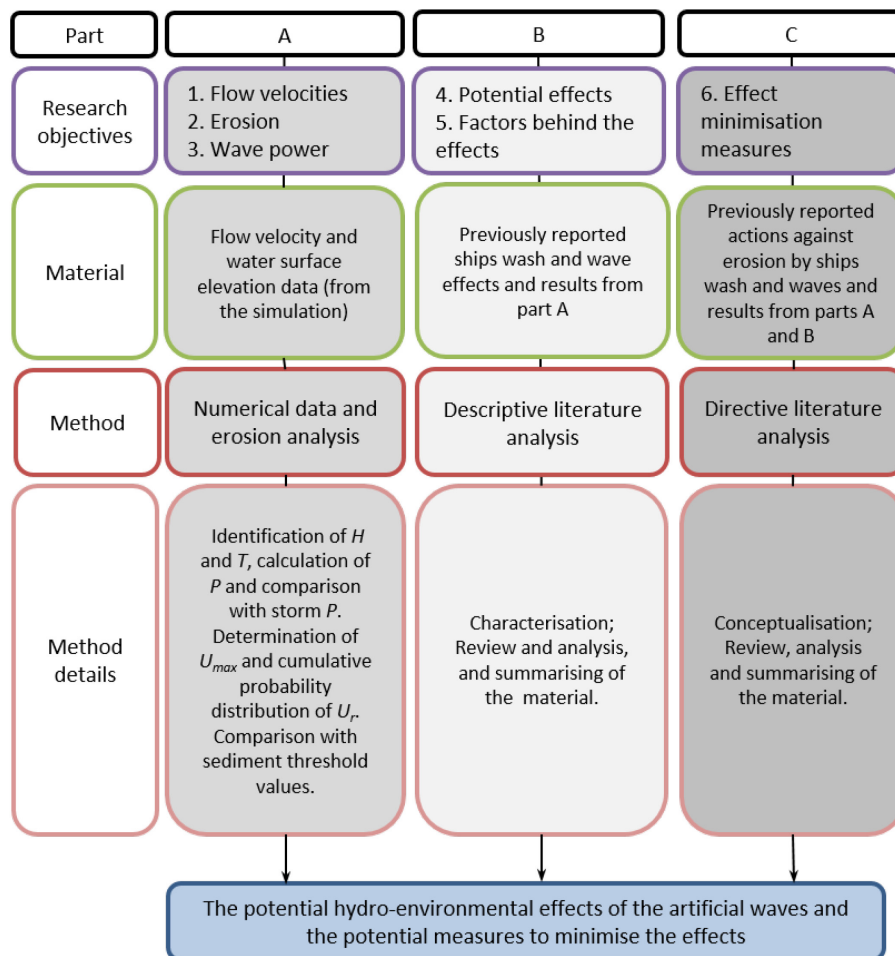 Part
A
B
C
Research
objectives
1. Flow velocities
2. Erosion
3. Wave power
4. Potential effects
5. Factors behind the
effects
6. Effect
minimisation
measures
Material
Flow velocity and
water surface
elevation data (from
the simulation)
Previously reported
ships wash and wave
effects and results from
part A
Previously reported
actions against
erosion by ships
wash and waves and
results from parts A
and B
Method
Numerical data and
erosion analysis
Descriptive literature
analysis
Directive literature
analysis
Method
details
Identification of H
and T, calculation of
P and comparison
with storm P.
Determination of
Umax and cumulative
probability
distribution of Ur.
Comparison with
sediment threshold
values.
Characterisation;
Review and analysis,
and summarising of
the material.
Conceptualisation;
Review, analysis
and summarising of
the material.
The potential hydro-environmental effects of the artificial waves and
the potential measures to minimise the effects